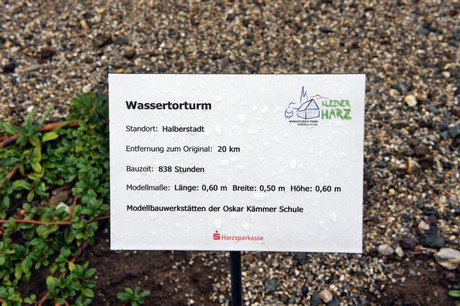 Wassertorturm
KLEINER
HARZ
Standort: Halberstadt
Entfernung zum Original: 20 km
Bauzeit: 838 Stunden
Modellmaße: Länge: 0,60 m Breite: 0,50 m Höhe: 0,60 m
Modellbauwerkstätten der Oskar Kämmer Schule
Harzsparkasse